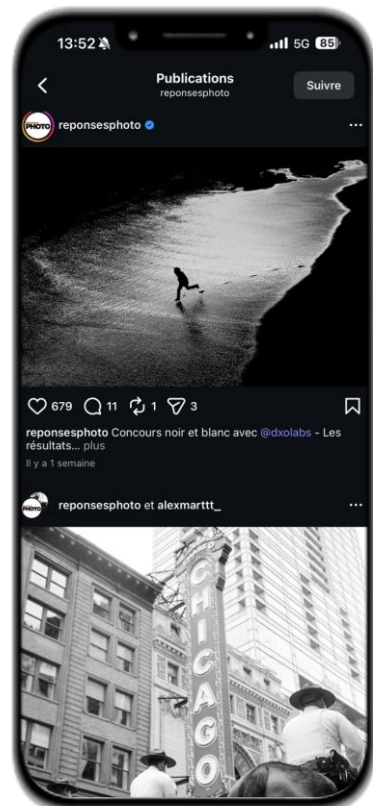 13:52
5G 85
Publications
reponsesphoto
Suivre
PHOTO
reponsesphoto
679 11 1 3
reponsesphoto Concours noir et blanc avec @dxolabs - Les
résultats... plus
Il y a 1 semaine
PHOTO
reponsesphoto et alexmarttt_
CHICAGO